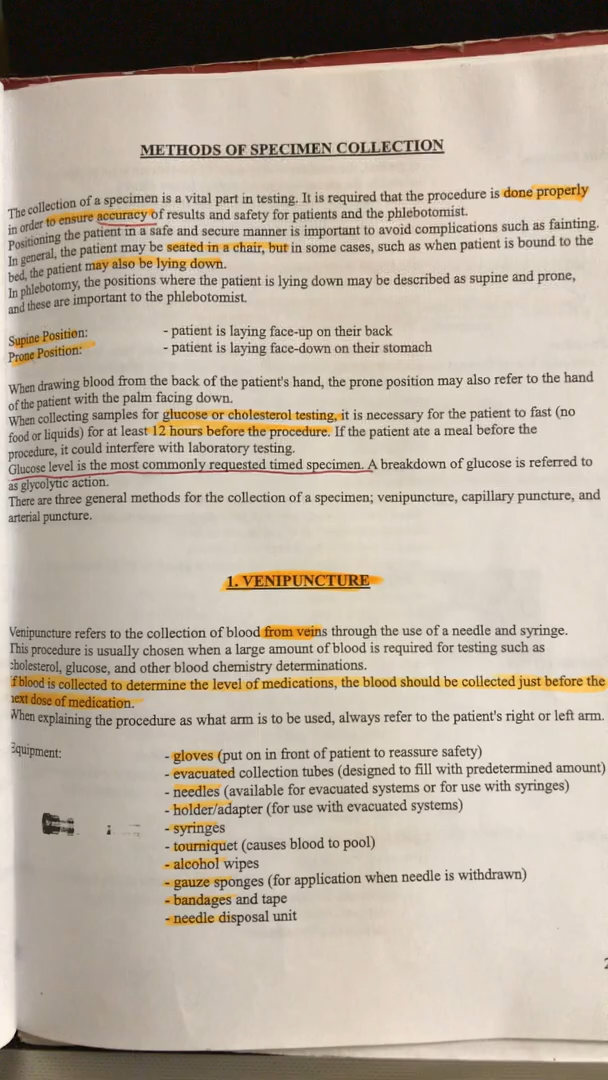 METHODS OF SPECIMEN COLLECTION
The collection of a specimen is a vital part in testing. It is required that the procedure is done properly
in order to ensure accuracy of results and safety for patients and the phlebotomist.
Positioning the patient in a safe and secure manner is important to avoid complications such as fainting.
In general, the patient may be seated in a chair, but in some cases, such as when patient is bound to the
bed, the patient may also be lying down.
In phlebotomy, the positions where the patient is lying down may be described as supine and prone,
and these are important to the phlebotomist.
Supine Position: - patient is laying face-up on their back
Prone Position: - patient is laying face-down on their stomach
When drawing blood from the back of the patient's hand, the prone position may also refer to the hand
of the patient with the palm facing down.
When collecting samples for glucose or cholesterol testing, it is necessary for the patient to fast (no
food or liquids) for at least 12 hours before the procedure. If the patient ate a meal before the
procedure, it could interfere with laboratory testing.
Glucose level is the most commonly requested timed specimen. A breakdown of glucose is referred to
as glycolytic action.
There are three general methods for the collection of a specimen; venipuncture, capillary puncture, and
arterial puncture.
1. VENIPUNCTURE
Venipuncture refers to the collection of blood from veins through the use of a needle and syringe.
This procedure is usually chosen when a large amount of blood is required for testing such as
cholesterol, glucose, and other blood chemistry determinations.
If blood is collected to determine the level of medications, the blood should be collected just before the
next dose of medication.
When explaining the procedure as what arm is to be used, always refer to the patient's right or left arm.
Equipment: - gloves (put on in front of patient to reassure safety)
- evacuated collection tubes (designed to fill with predetermined amount)
- needles (available for evacuated systems or for use with syringes)
- holder/adapter (for use with evacuated systems)
- syringes
- tourniquet (causes blood to pool)
- alcohol wipes
- gauze sponges (for application when needle is withdrawn)
- bandages and tape
- needle disposal unit